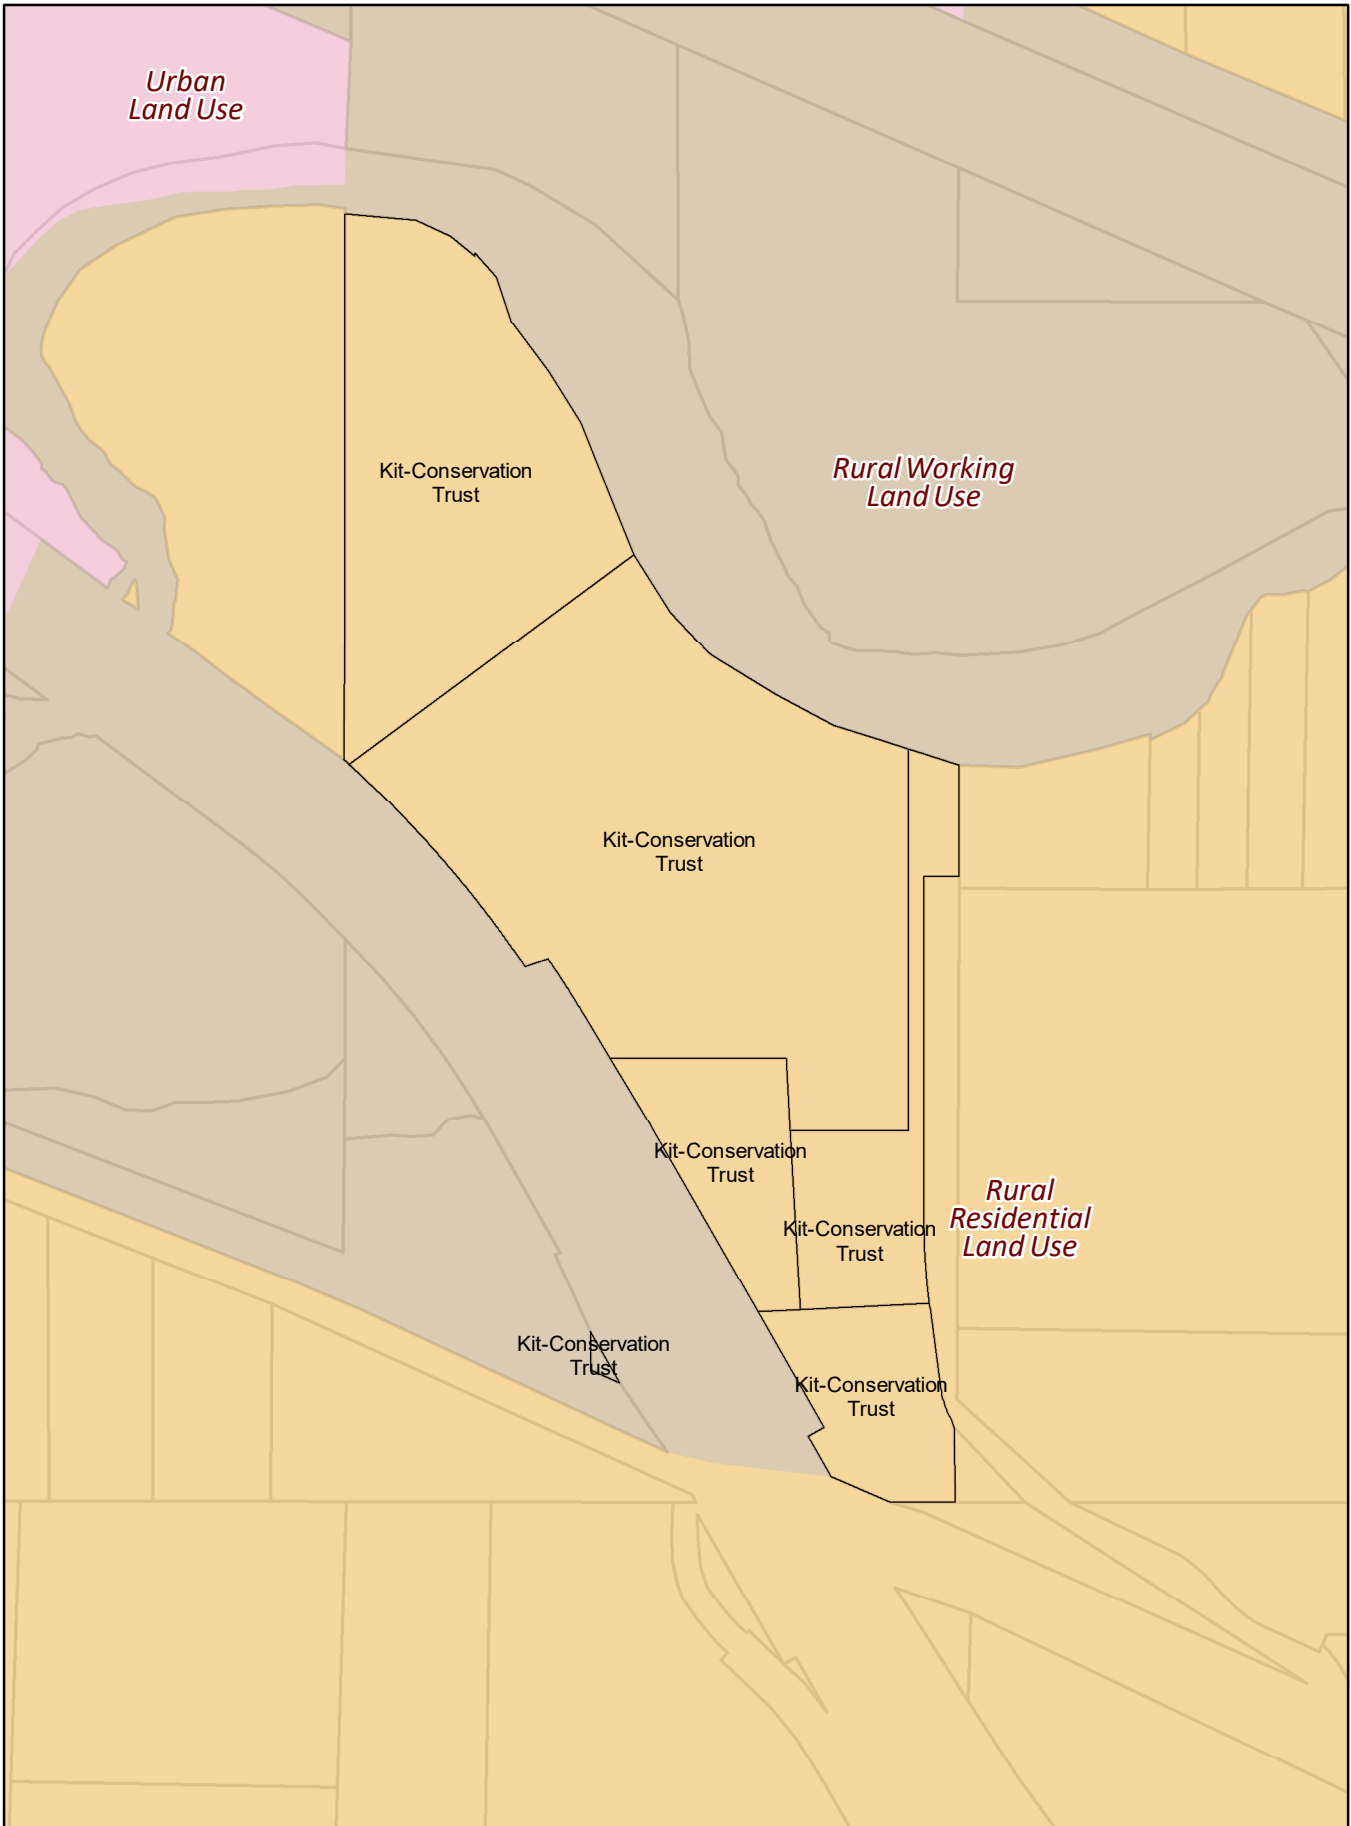 Urban
Land Use
Kit-Conservation
Trust
Rural Working
Land Use
Kit-Conservation
Trust
Kit-Conservation
Trust
Kit-Conservation
Trust
Rural
Residential
Land Use
Kit-Conservation
Trust
Kit-Conservation
Trust